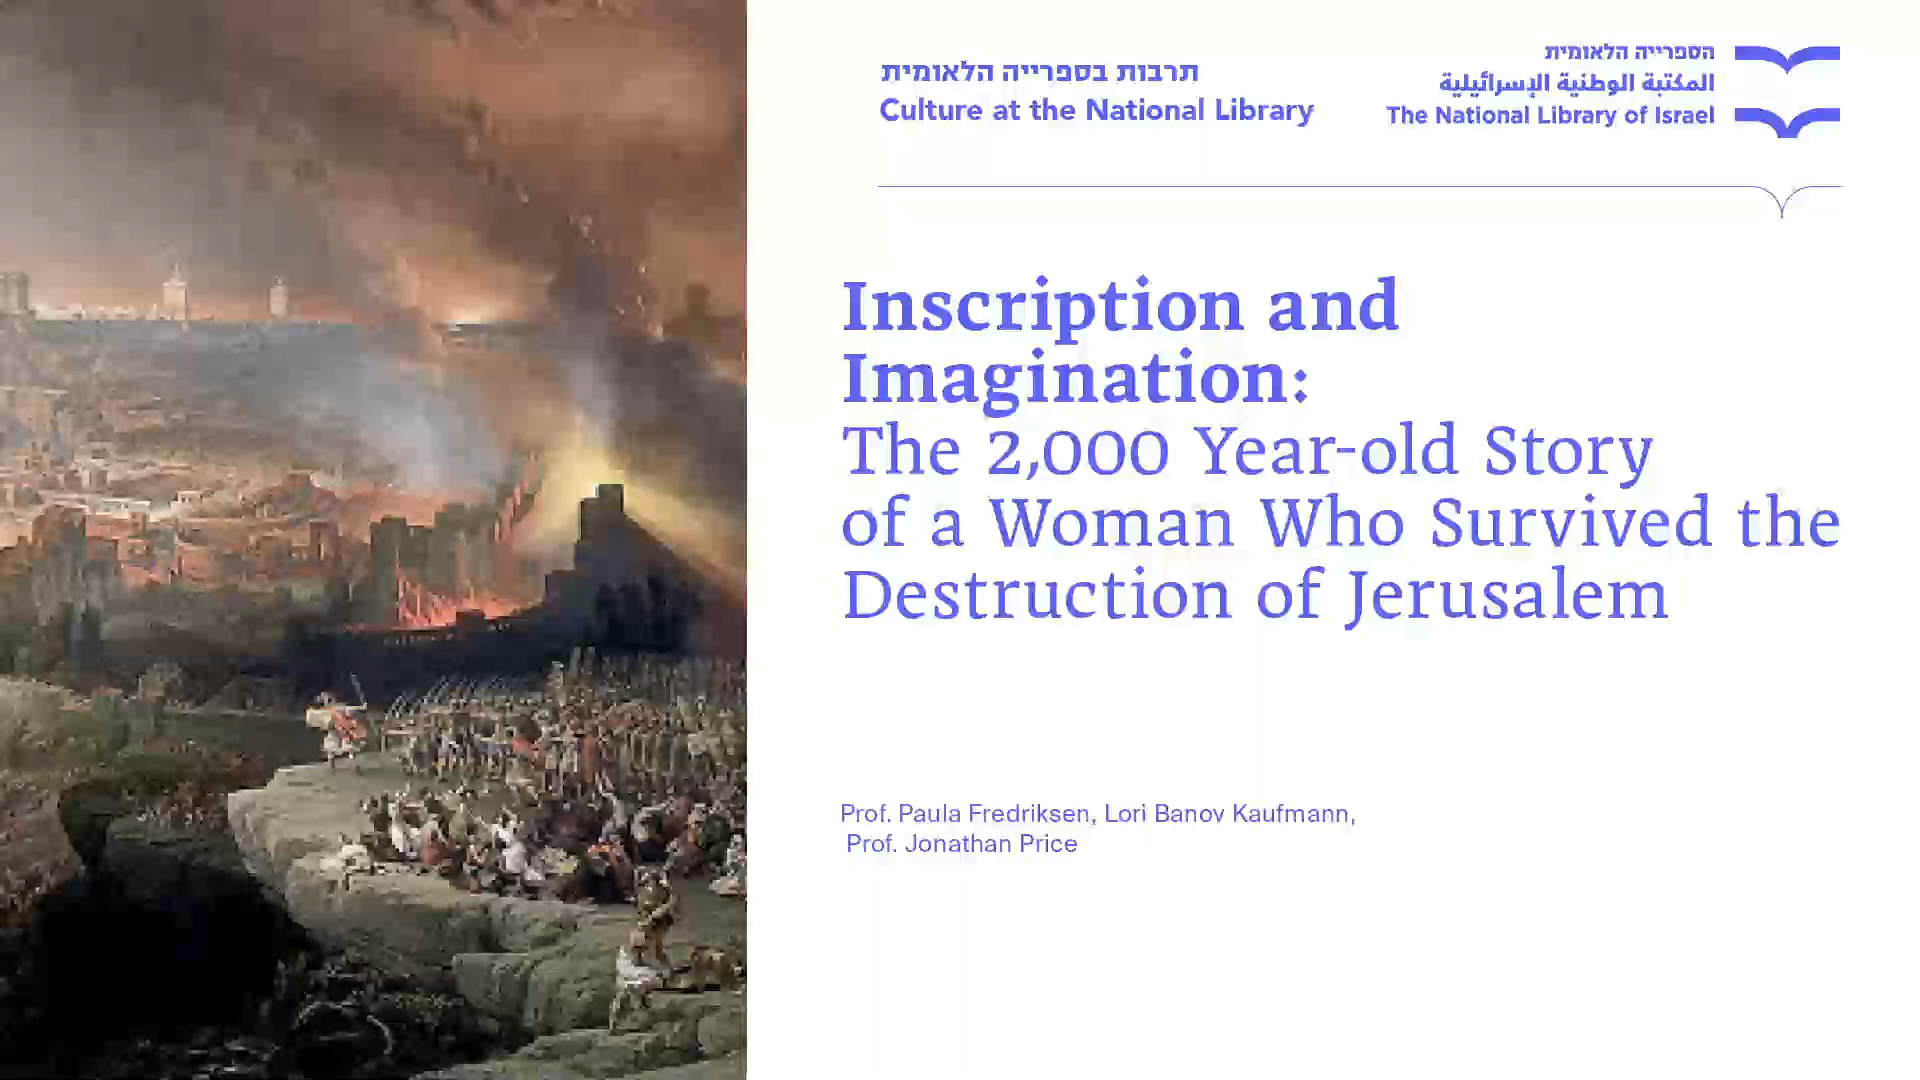 תרבות בספרייה הלאומית
Culture at the National Library
הספרייה הלאומית
المكتبة الوطنية الإسرائيلية
The National Library of Israel
Inscription and
Imagination:
The 2,000 Year-old Story
of a Woman Who Survived the
Destruction of Jerusalem
Prof. Paula Fredriksen, Lori Banov Kaufmann,
Prof. Jonathan Price